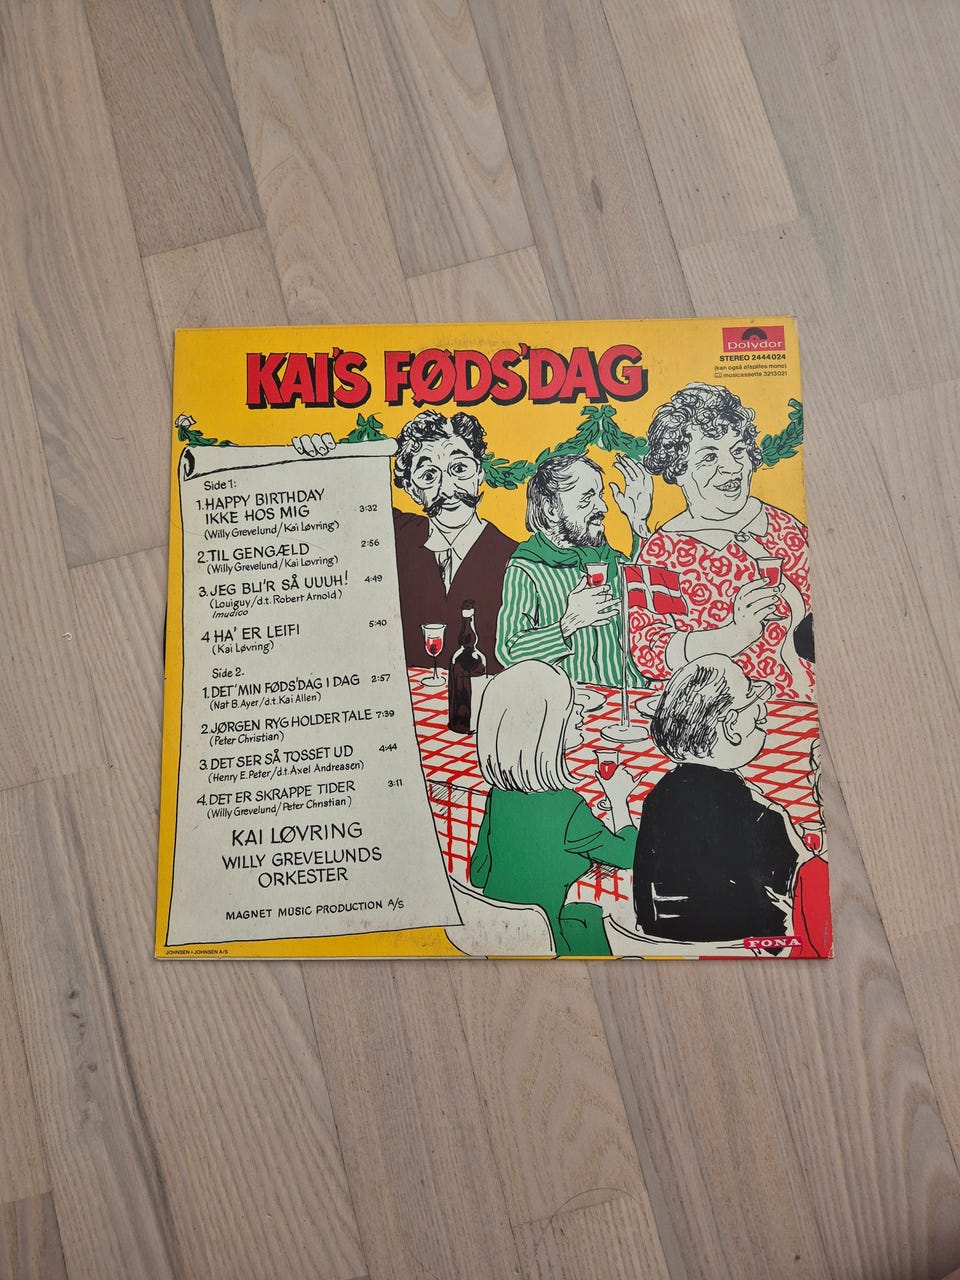 KAI'S FØDS'DAG
polydor
STEREO 2444 024
(kan også afspilles mono)
musicassette 3213 021
Side 1:
1. HAPPY BIRTHDAY
IKKE HOS MIG 3:32
(Willy Grevelund/Kai Løvring)
2. TIL GENGÆLD 2:56
(Willy Grevelund/Kai Løvring)
3. JEG BLI'R SÅ UUUH! 4:49
(Louiguy/d.t. Robert Arnold)
Imudico
4 HA' ER LEIFI 5:40
(Kai Løvring)
Side 2.
1. DET' MIN FØDS'DAG I DAG 2:57
(Nat B. Ayer/d.t. Kai Allen)
2. JØRGEN RYG HOLDER TALE 7:39
(Peter Christian)
3. DET SER SÅ TOSSET UD 4:44
(Henry E. Peter/d.t. Axel Andreasen)
4. DET ER SKRAPPE TIDER 3:11
(Willy Grevelund/Peter Christian)
KAI LØVRING
WILLY GREVELUNDS
ORKESTER
MAGNET MUSIC PRODUCTION A/S
JOHNSEN + JOHNSEN A/S
FONA